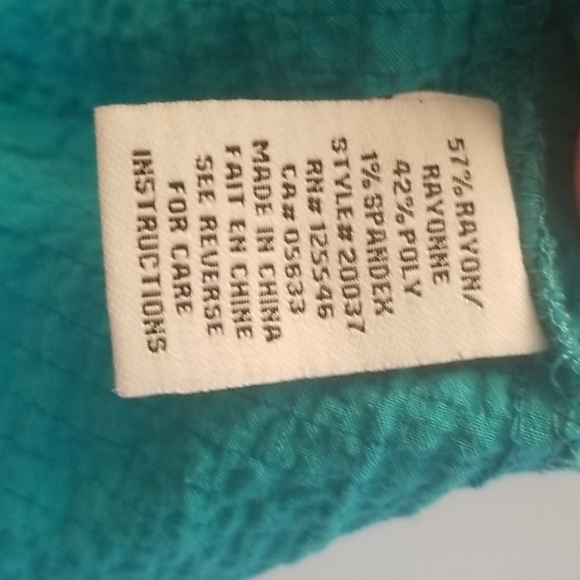 57% RAYON/
RAYONNE
42% POLY
1% SPANDEX
STYLE# 20037
RN# 125546
CA# 05633
MADE IN CHINA
FAIT EN CHINE
SEE REVERSE
FOR CARE
INSTRUCTIONS